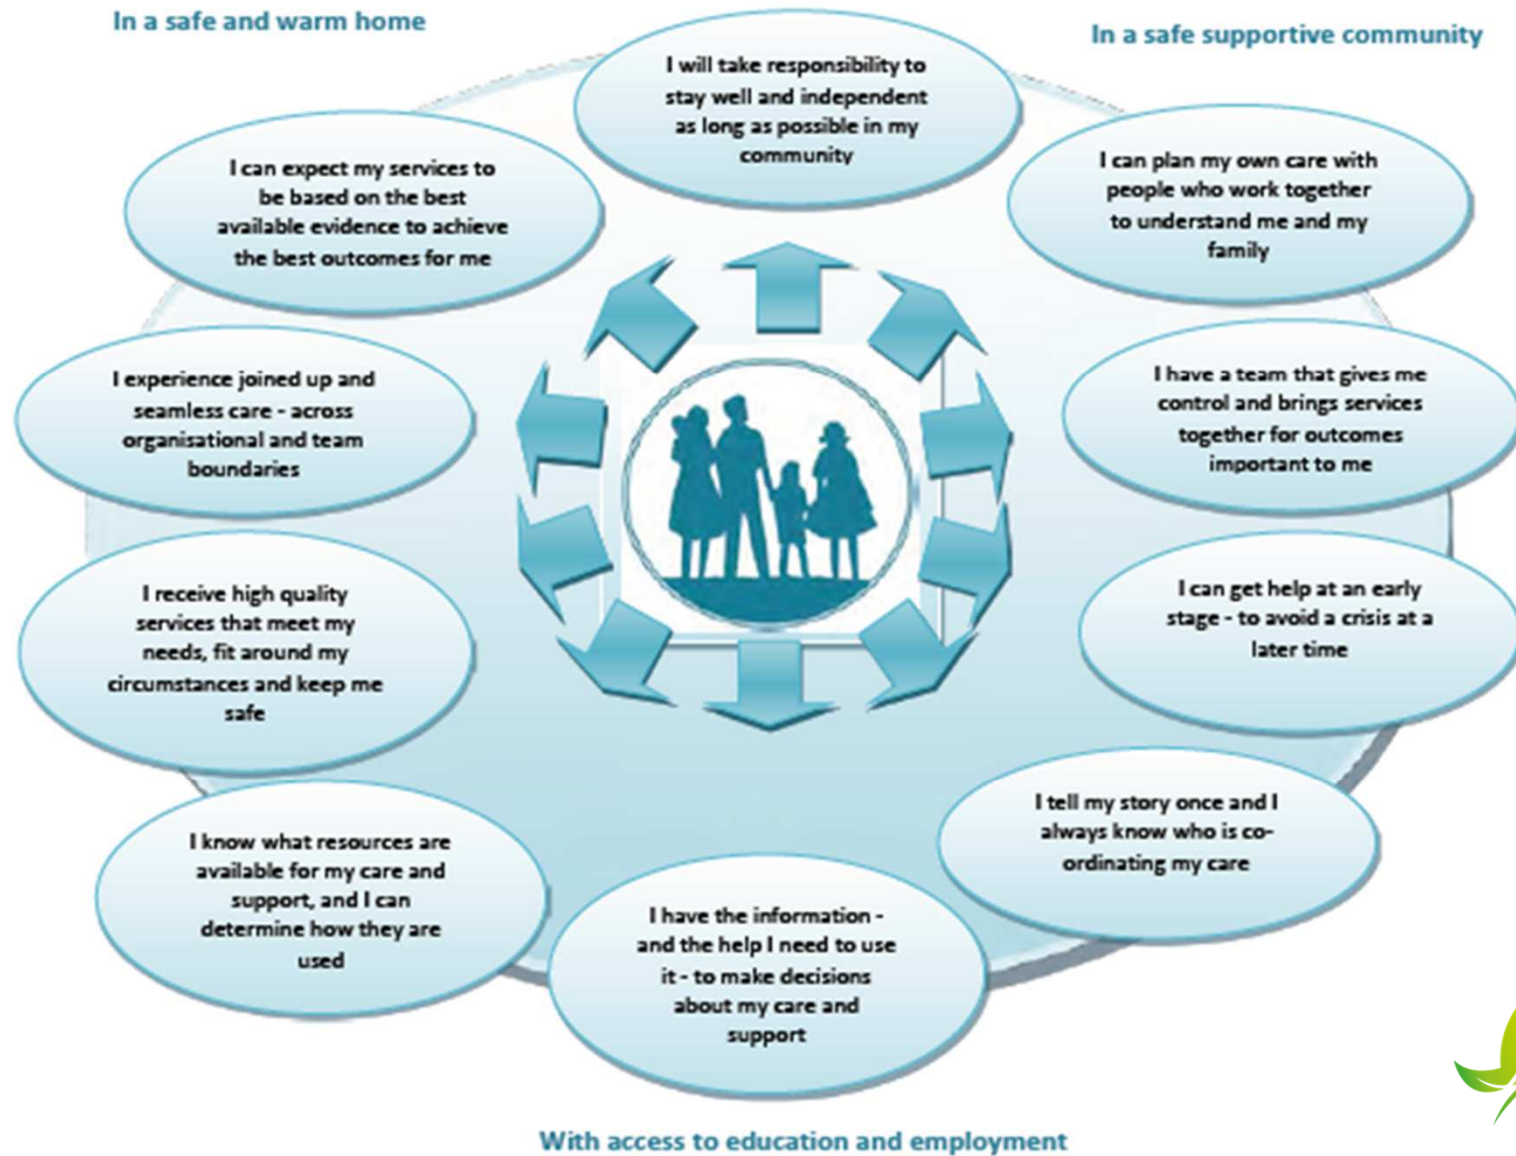 In a safe and warm home
In a safe supportive community
I will take responsibility to
stay well and independent
as long as possible in my
community
I can plan my own care with
people who work together
to understand me and my
family
I have a team that gives me
control and brings services
together for outcomes
important to me
I can get help at an early
stage - to avoid a crisis at a
later time
I tell my story once and I
always know who is co-
ordinating my care
I have the information -
and the help I need to use
it - to make decisions
about my care and
support
I know what resources are
available for my care and
support, and I can
determine how they are
used
I receive high quality
services that meet my
needs, fit around my
circumstances and keep me
safe
I experience joined up and
seamless care - across
organisational and team
boundaries
I can expect my services to
be based on the best
available evidence to achieve
the best outcomes for me
With access to education and employment